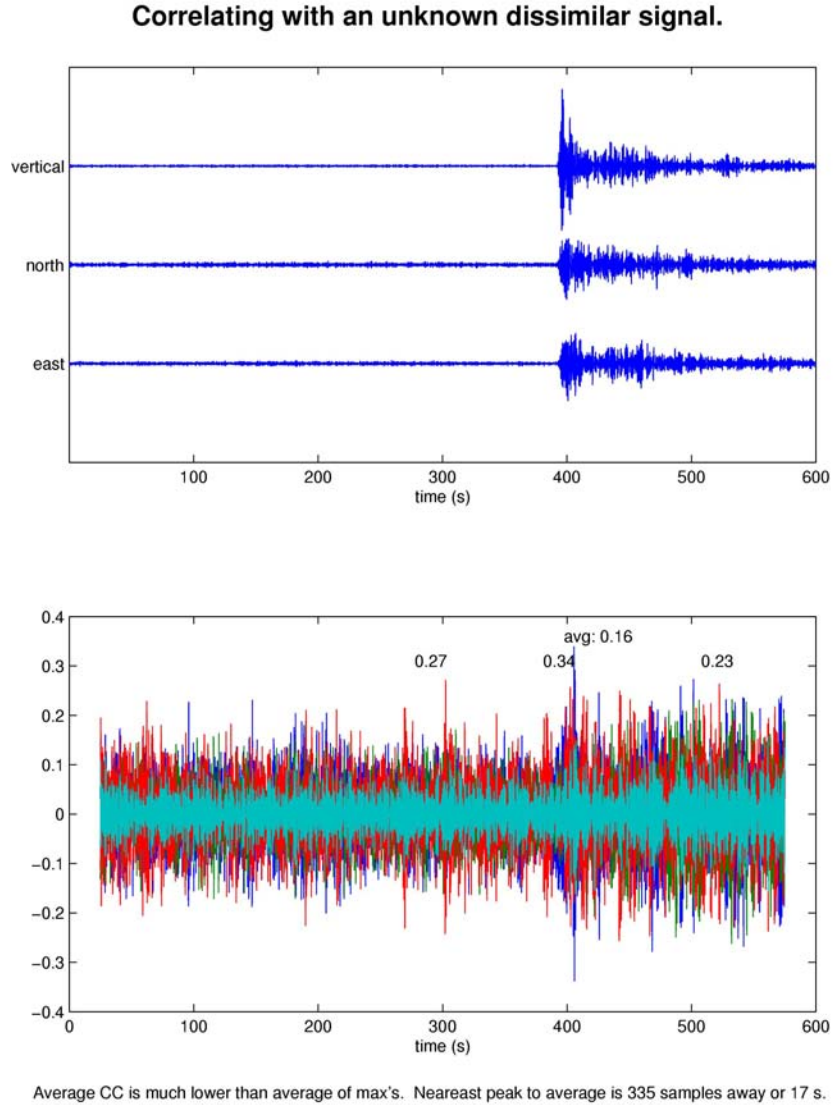 Correlating with an unknown dissimilar signal.
vertical
north
east
100 200 300 400 500 600
time (s)
0.4
avg: 0.16
0.3 0.27 0.34 0.23
0.2
0.1
0
−0.1
−0.2
−0.3
−0.4
0 100 200 300 400 500 600
time (s)
Average CC is much lower than average of max's. Neareast peak to average is 335 samples away or 17 s.